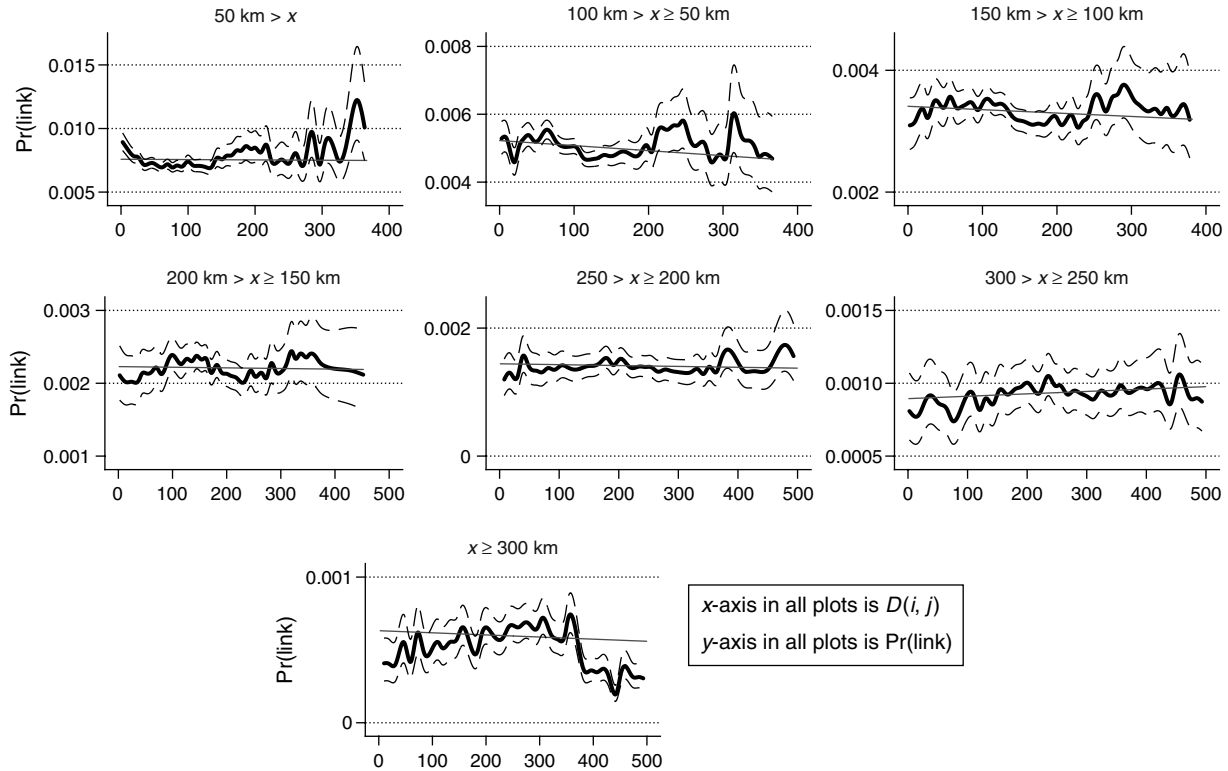 50 km > x
100 km > x ≥ 50 km
150 km > x ≥ 100 km
Pr(link)
0.015
0.010
0.005
0 100 200 300 400
0.008
0.006
0.004
0 100 200 300 400
0.004
0.002
0 100 200 300 400
200 km > x ≥ 150 km
250 > x ≥ 200 km
300 > x ≥ 250 km
Pr(link)
0.003
0.002
0.001
0 100 200 300 400 500
0.002
0
0 100 200 300 400 500
0.0015
0.0010
0.0005
0 100 200 300 400 500
x ≥ 300 km
Pr(link)
0.001
0
0 100 200 300 400 500
x-axis in all plots is D(i, j)
y-axis in all plots is Pr(link)